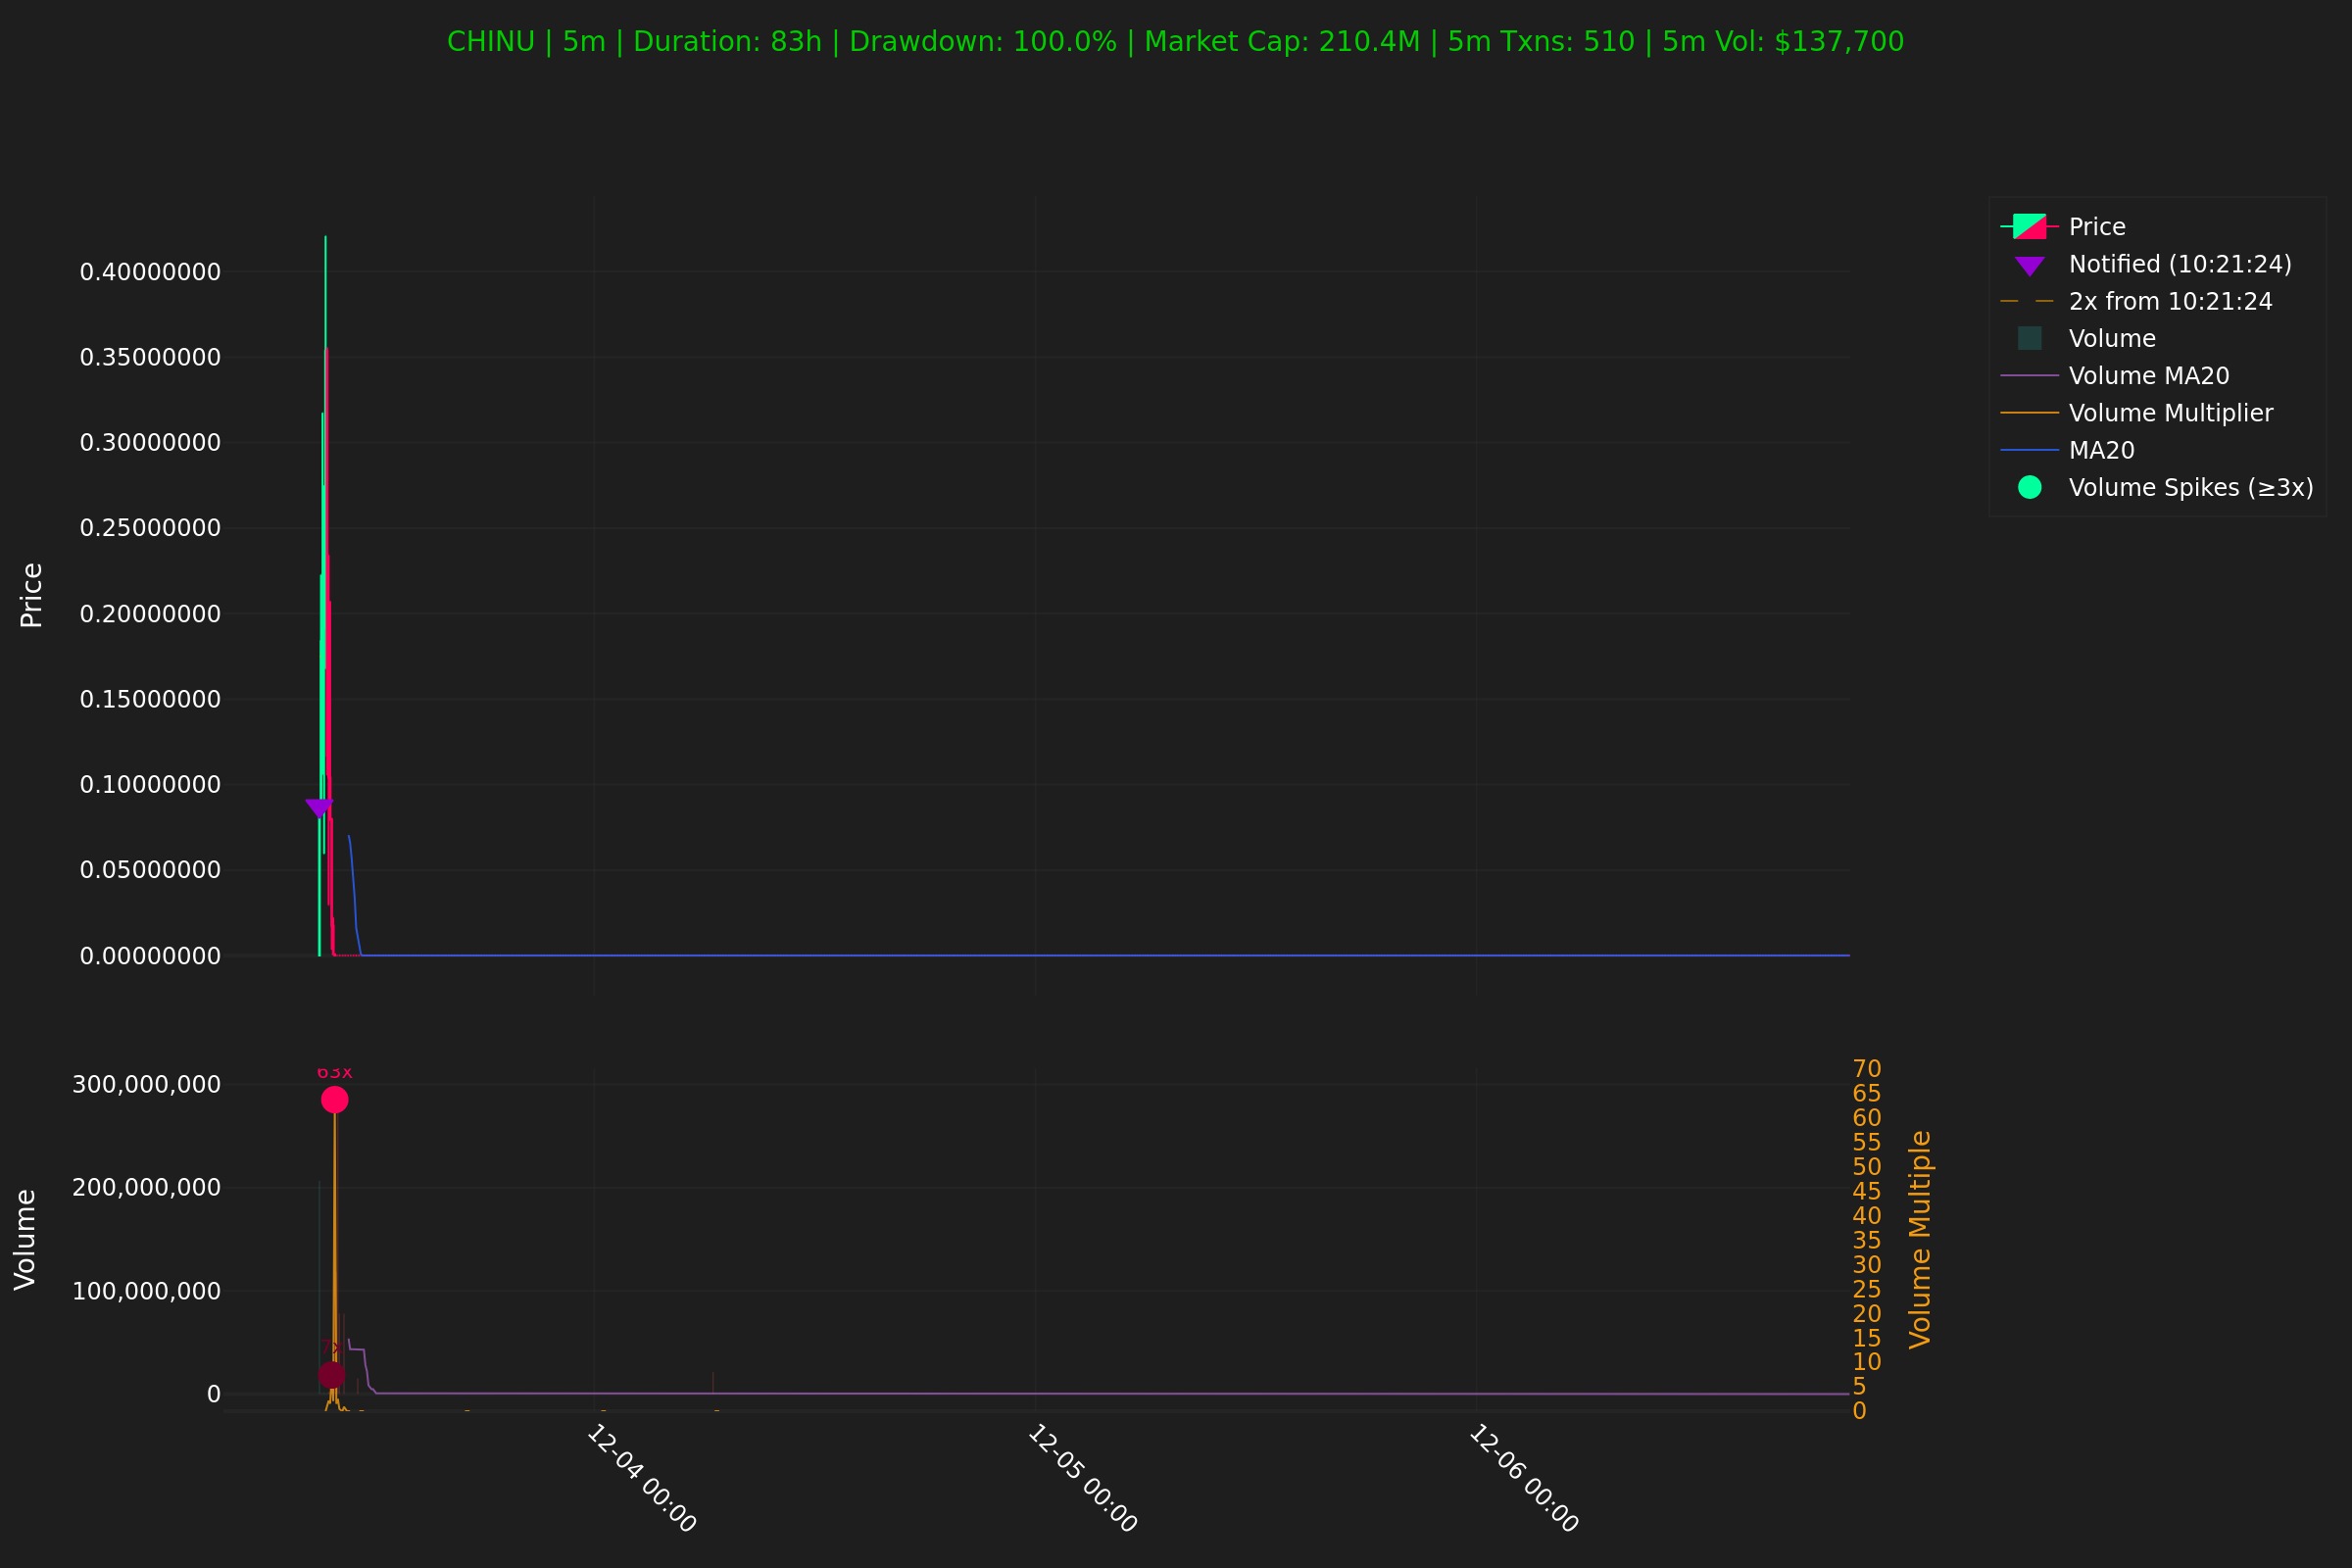 CHINU | 5m | Duration: 83h | Drawdown: 100.0% | Market Cap: 210.4M | 5m Txns: 510 | 5m Vol: $137,700
Price
0.40000000
0.35000000
0.30000000
0.25000000
0.20000000
0.15000000
0.10000000
0.05000000
0.00000000
Price
Notified (10:21:24)
2x from 10:21:24
Volume
Volume MA20
Volume Multiplier
MA20
Volume Spikes (≥3x)
Volume
300,000,000
200,000,000
100,000,000
0
63x
7x
70
65
60
55
50
45
40
35
30
25
20
15
10
5
0
Volume Multiple
12-04 00:00
12-05 00:00
12-06 00:00